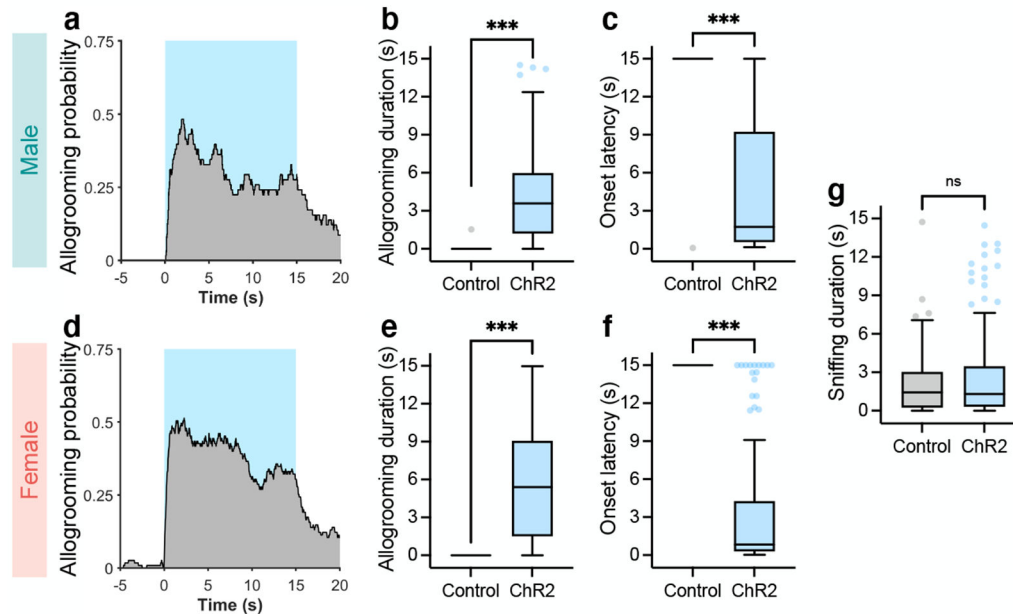 Male
a
Allogrooming probability
0.75
0.5
0.25
0
-5 0 5 10 15 20
Time (s)
b
***
Allogrooming duration (s)
15
12
9
6
3
0
Control ChR2
c
***
Onset latency (s)
15
12
9
6
3
0
Control ChR2
Female
d
Allogrooming probability
0.75
0.5
0.25
0
-5 0 5 10 15 20
Time (s)
e
***
Allogrooming duration (s)
15
12
9
6
3
0
Control ChR2
f
***
Onset latency (s)
15
12
9
6
3
0
Control ChR2
g
ns
Sniffing duration (s)
15
12
9
6
3
0
Control ChR2